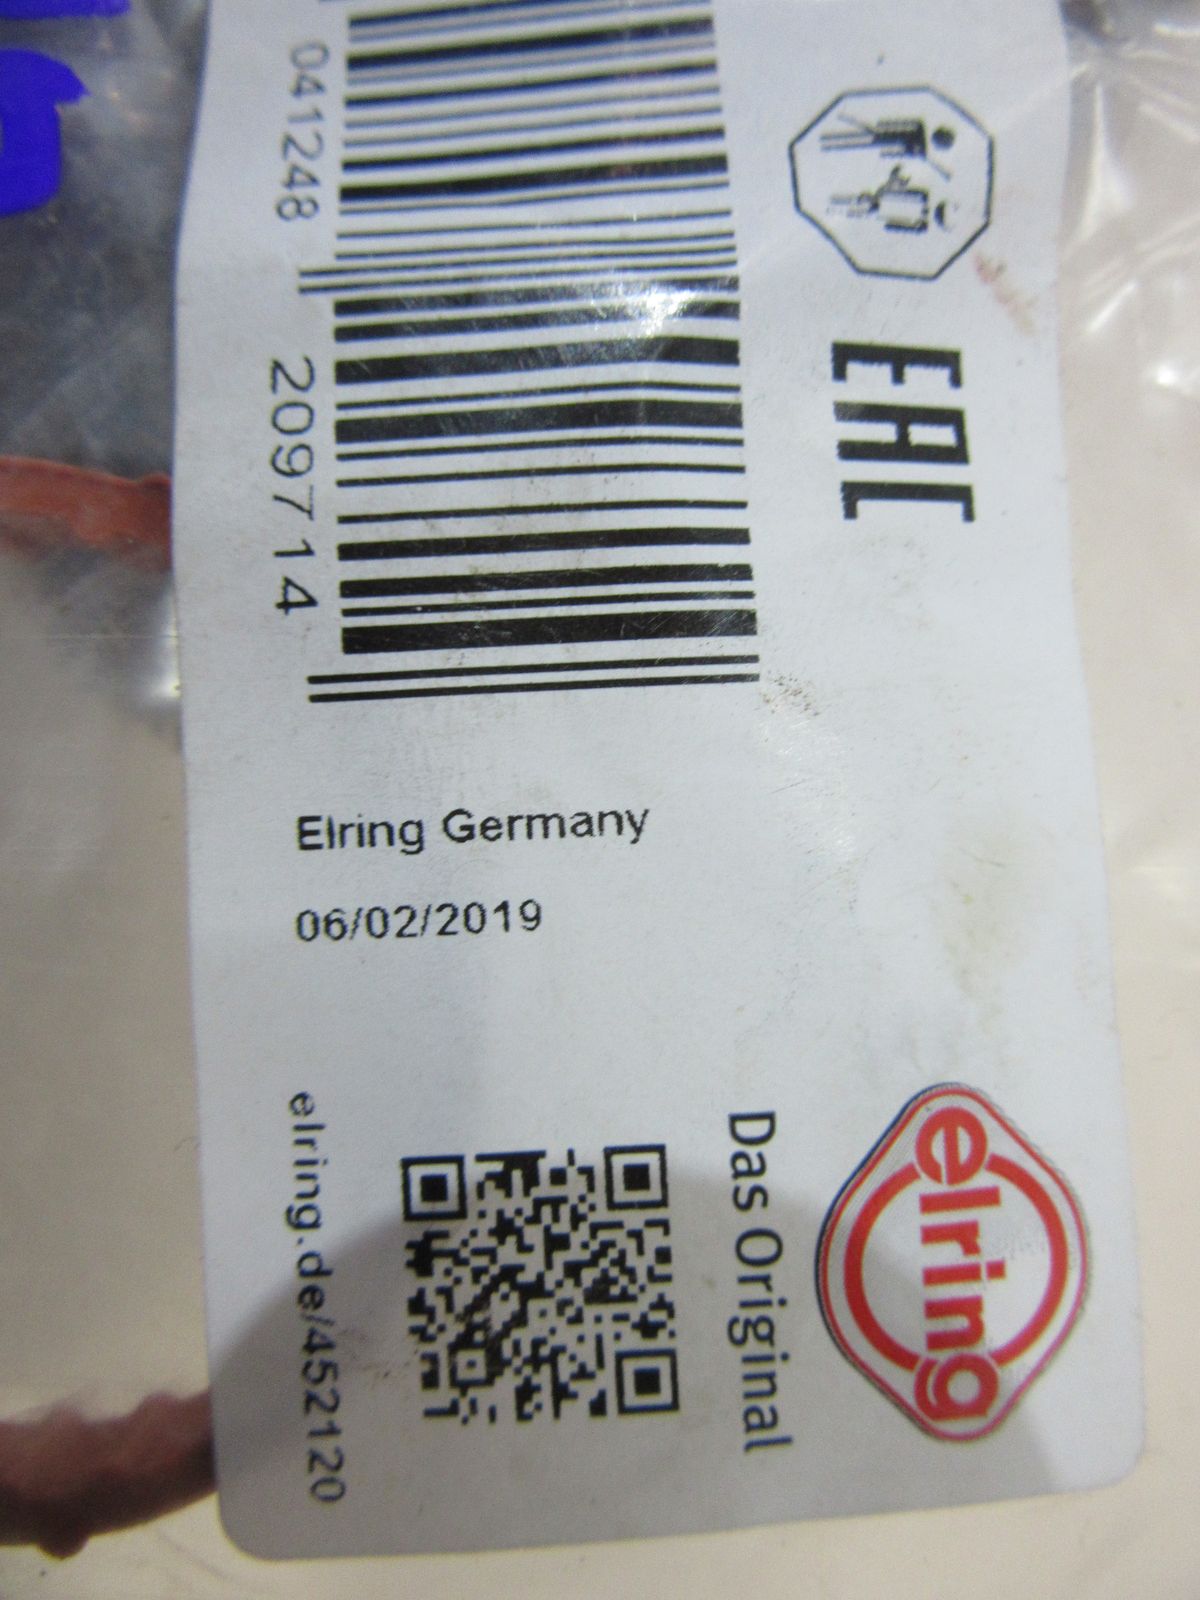 041248 209714
EAC
Elring Germany
06/02/2019
elring
Das Original
elring.de/452120